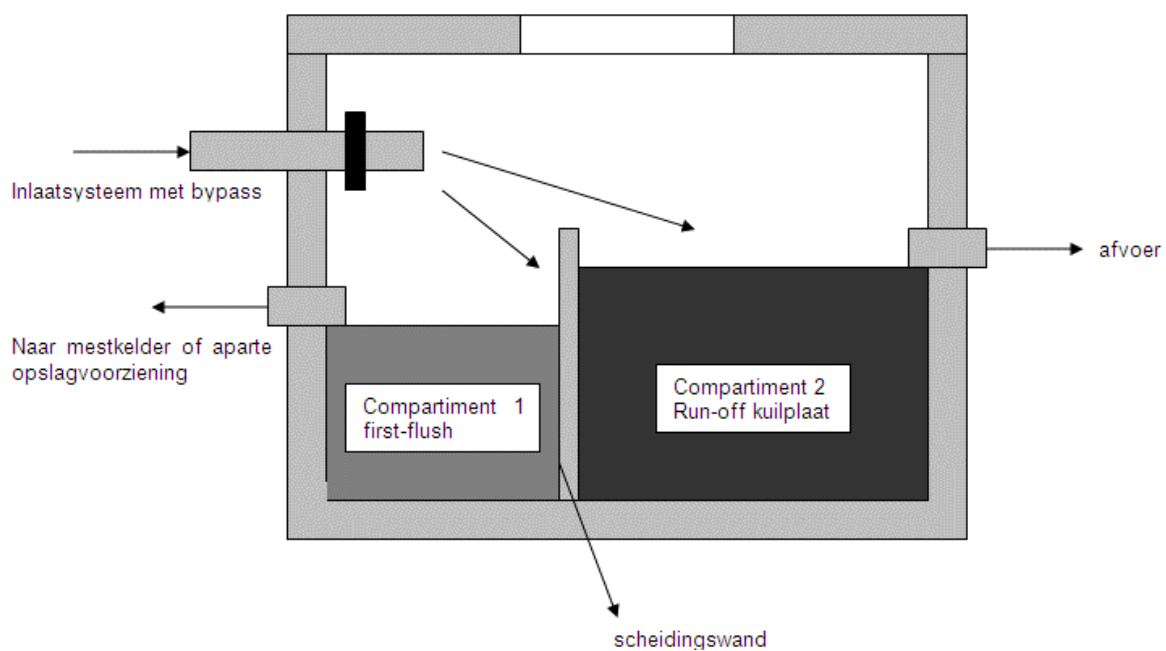 Inlaatsysteem met bypass
afvoer
Naar mestkelder of aparte
opslagvoorziening
Compartiment 1
first-flush
Compartiment 2
Run-off kuilplaat
scheidingswand